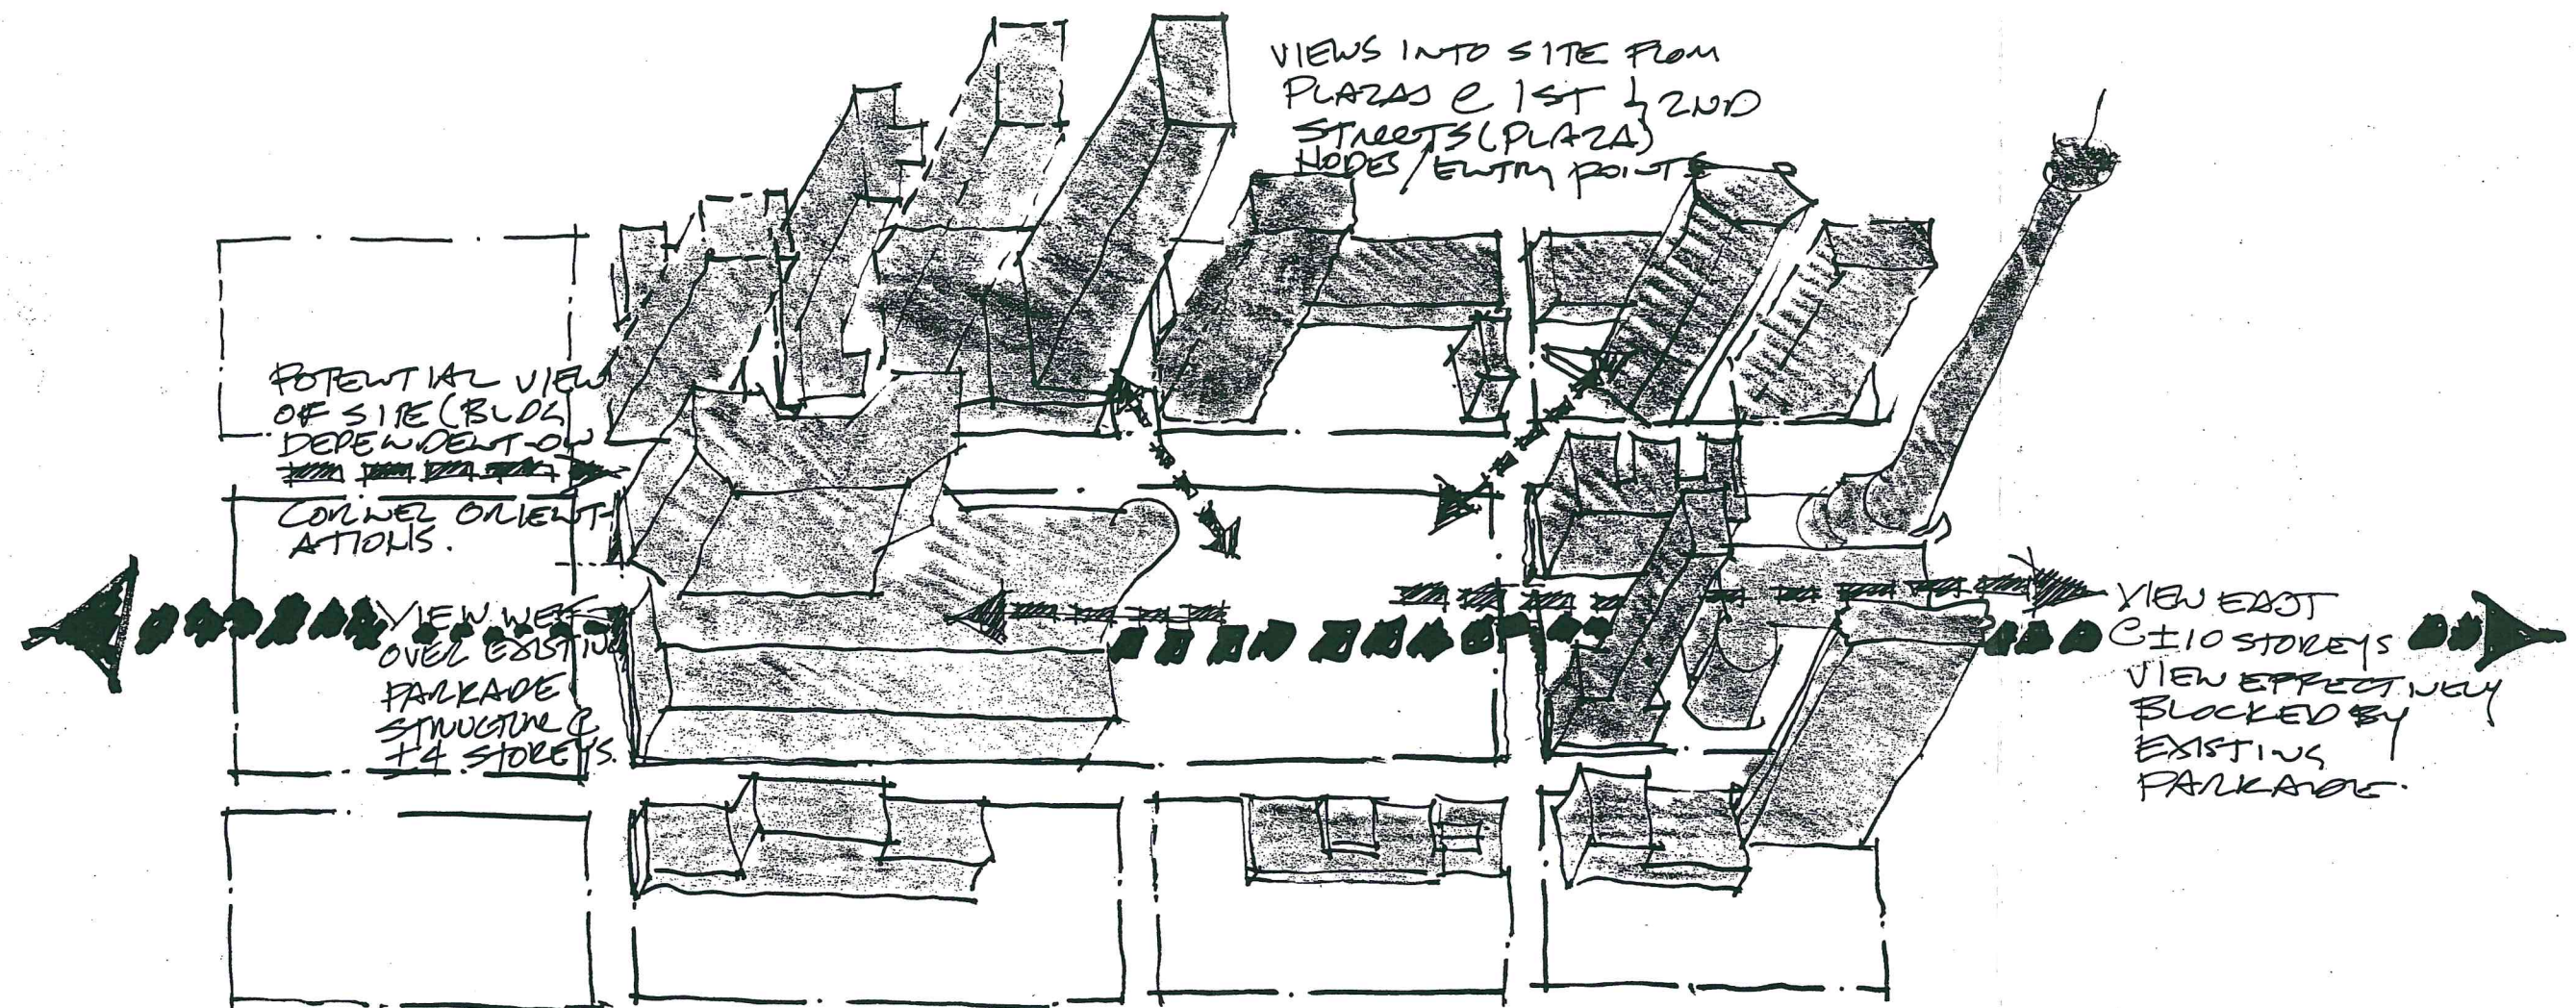 VIEWS INTO SITE FROM
PLAZAS @ 1ST & 2ND
STREETS (PLAZA)
NODES/ENTRY POINTS
POTENTIAL VIEW
OF SITE (BLDG
DEPENDENT ON
CORNER ORIENT-
ATIONS.
VIEW WEST
OVER EXISTING
PARKADE
STRUCTURE @
±4 STOREYS.
VIEW EAST
@ ±10 STOREYS
VIEW EFFECTIVELY
BLOCKED BY
EXISTING
PARKADE.